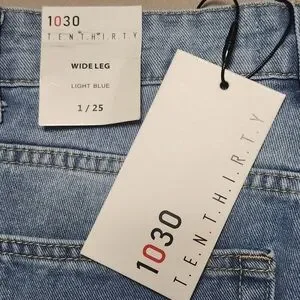 1030
T.E.N.T.H.I.R.T.Y
WIDE LEG
LIGHT BLUE
1 / 25
1030
T.E.N.T.H.I.R.T.Y